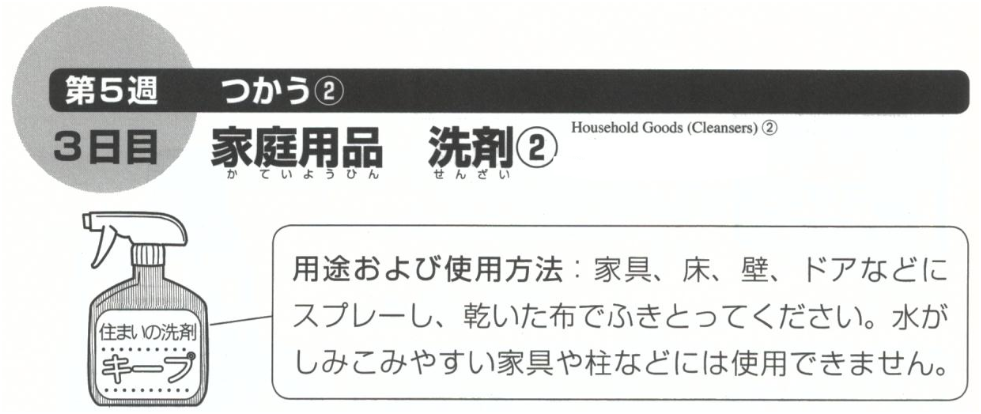 第5週 つかう②
3日目 家庭用品 洗剤② Household Goods (Cleansers) ②
かていようひん せんざい
用途および使用方法：家具、床、壁、ドアなどに
スプレーし、乾いた布でふきとってください。水が
しみこみやすい家具や柱などには使用できません。
住まいの洗剤
キープ